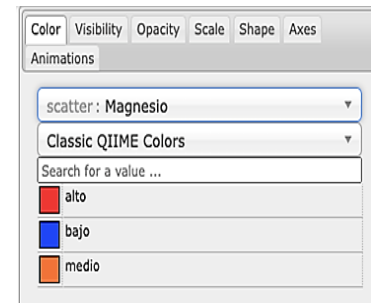 Color Visibility Opacity Scale Shape Axes
Animations
scatter: Magnesio
Classic QIIME Colors
Search for a value ...
alto
bajo
medio